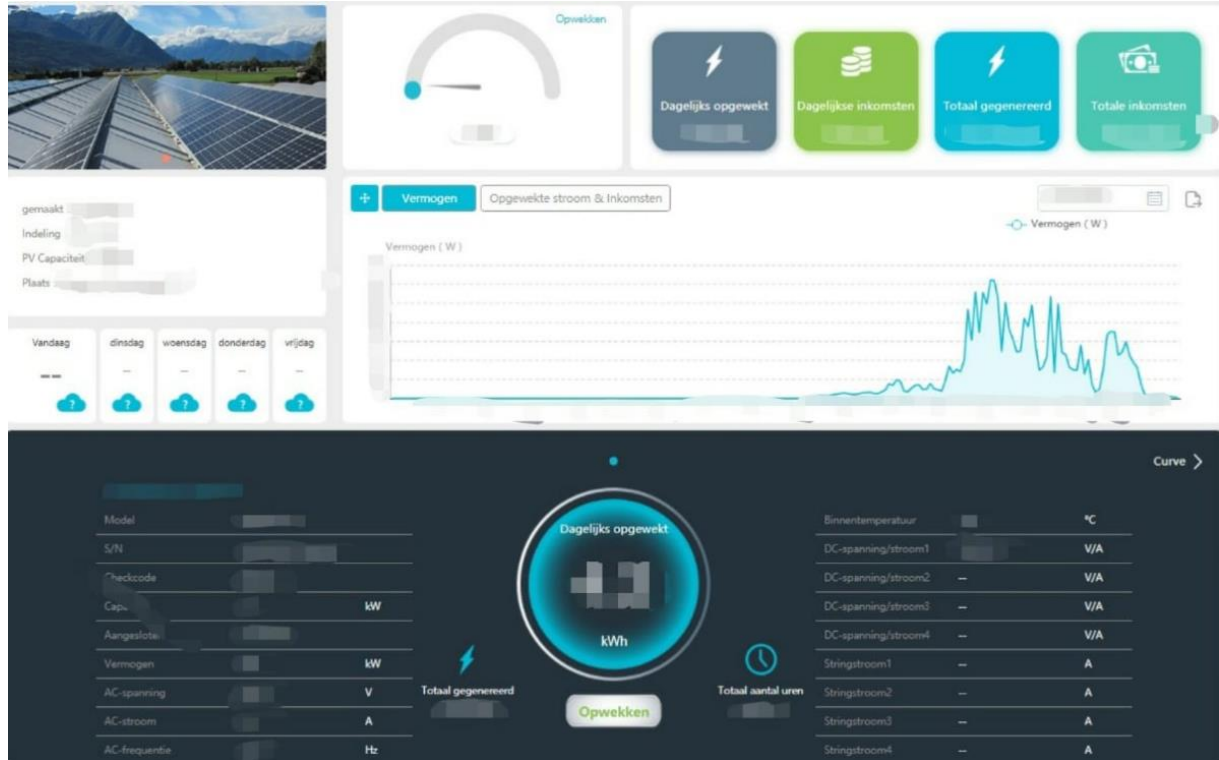 Opwekken
Dagelijks opgewekt
Dagelijkse inkomsten
Totaal gegenereerd
Totale inkomsten
gemaakt
Indeling
PV Capaciteit
Plaats
Vermogen
Opgewekte stroom & Inkomsten
Vermogen ( W )
Vermogen ( W )
Vandaag
dinsdag
woensdag
donderdag
vrijdag
--
--
--
--
--
?
?
?
?
?
Curve >
Model
S/N
Checkcode
kW
Vermogen kW
AC-spanning V
AC-stroom A
AC-frequentie Hz
Dagelijks opgewekt
kWh
Totaal gegenereerd
Opwekken
Totaal aantal uren
Binnentemperatuur °C
DC-spanning/stroom1 V/A
DC-spanning/stroom2 -- V/A
DC-spanning/stroom3 -- V/A
DC-spanning/stroom4 -- V/A
Stringstroom1 -- A
Stringstroom2 -- A
Stringstroom3 -- A
Stringstroom4 -- A